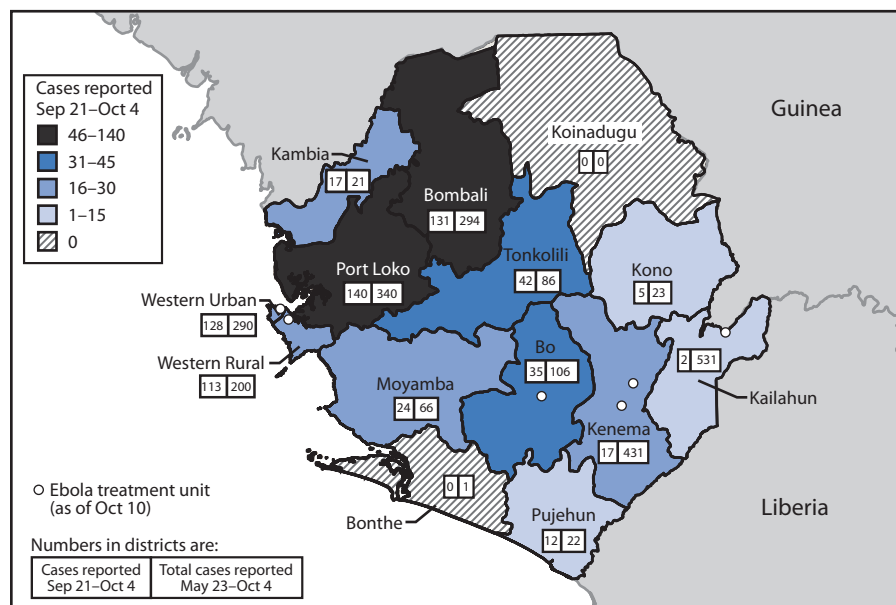 Cases reported
Sep 21–Oct 4
46–140
31–45
16–30
1–15
0
Guinea
Koinadugu
0 0
Kambia
17 21
Bombali
131 294
Tonkolili
42 86
Port Loko
140 340
Kono
5 23
Western Urban
128 290
Western Rural
113 200
Bo
35 106
2 531
Kailahun
Moyamba
24 66
Kenema
17 431
0 1
Bonthe
Pujehun
12 22
Liberia
Ebola treatment unit
(as of Oct 10)
Numbers in districts are:
Cases reported Total cases reported
Sep 21–Oct 4 May 23–Oct 4